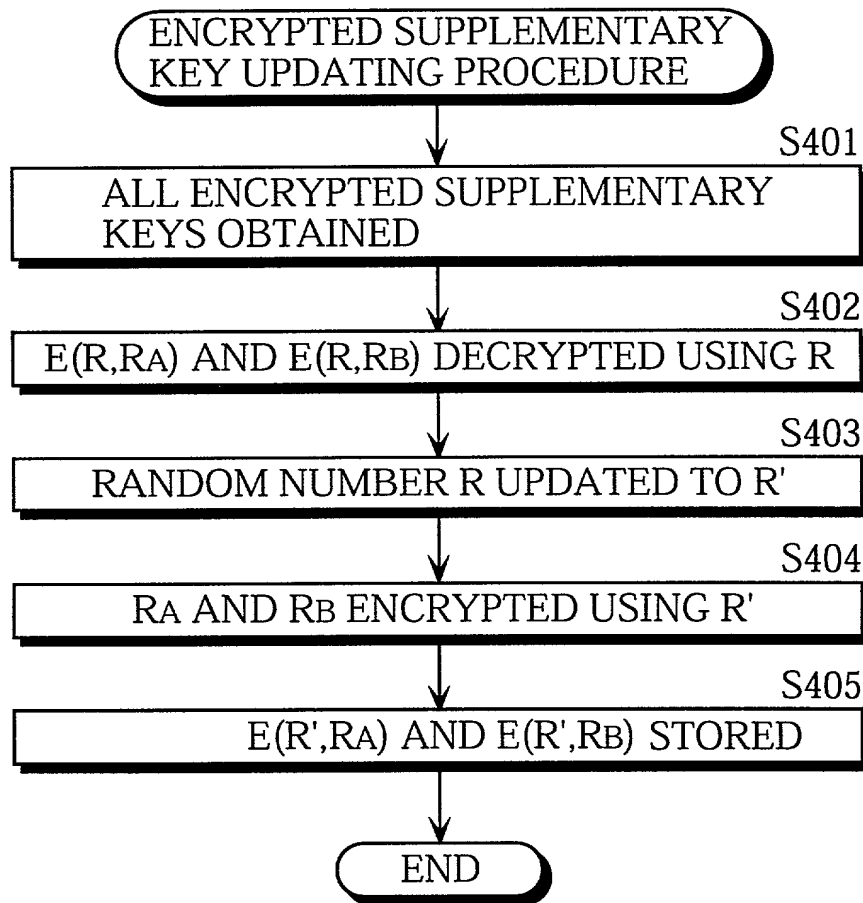 ENCRYPTED SUPPLEMENTARY
KEY UPDATING PROCEDURE
S401
ALL ENCRYPTED SUPPLEMENTARY
KEYS OBTAINED
S402
E(R,RA) AND E(R,RB) DECRYPTED USING R
S403
RANDOM NUMBER R UPDATED TO R'
S404
RA AND RB ENCRYPTED USING R'
S405
E(R',RA) AND E(R',RB) STORED
END